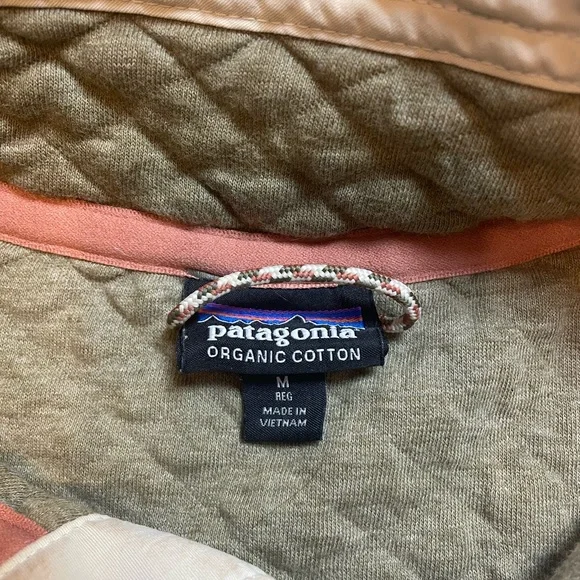 patagonia
ORGANIC COTTON
M
REG
MADE IN
VIETNAM